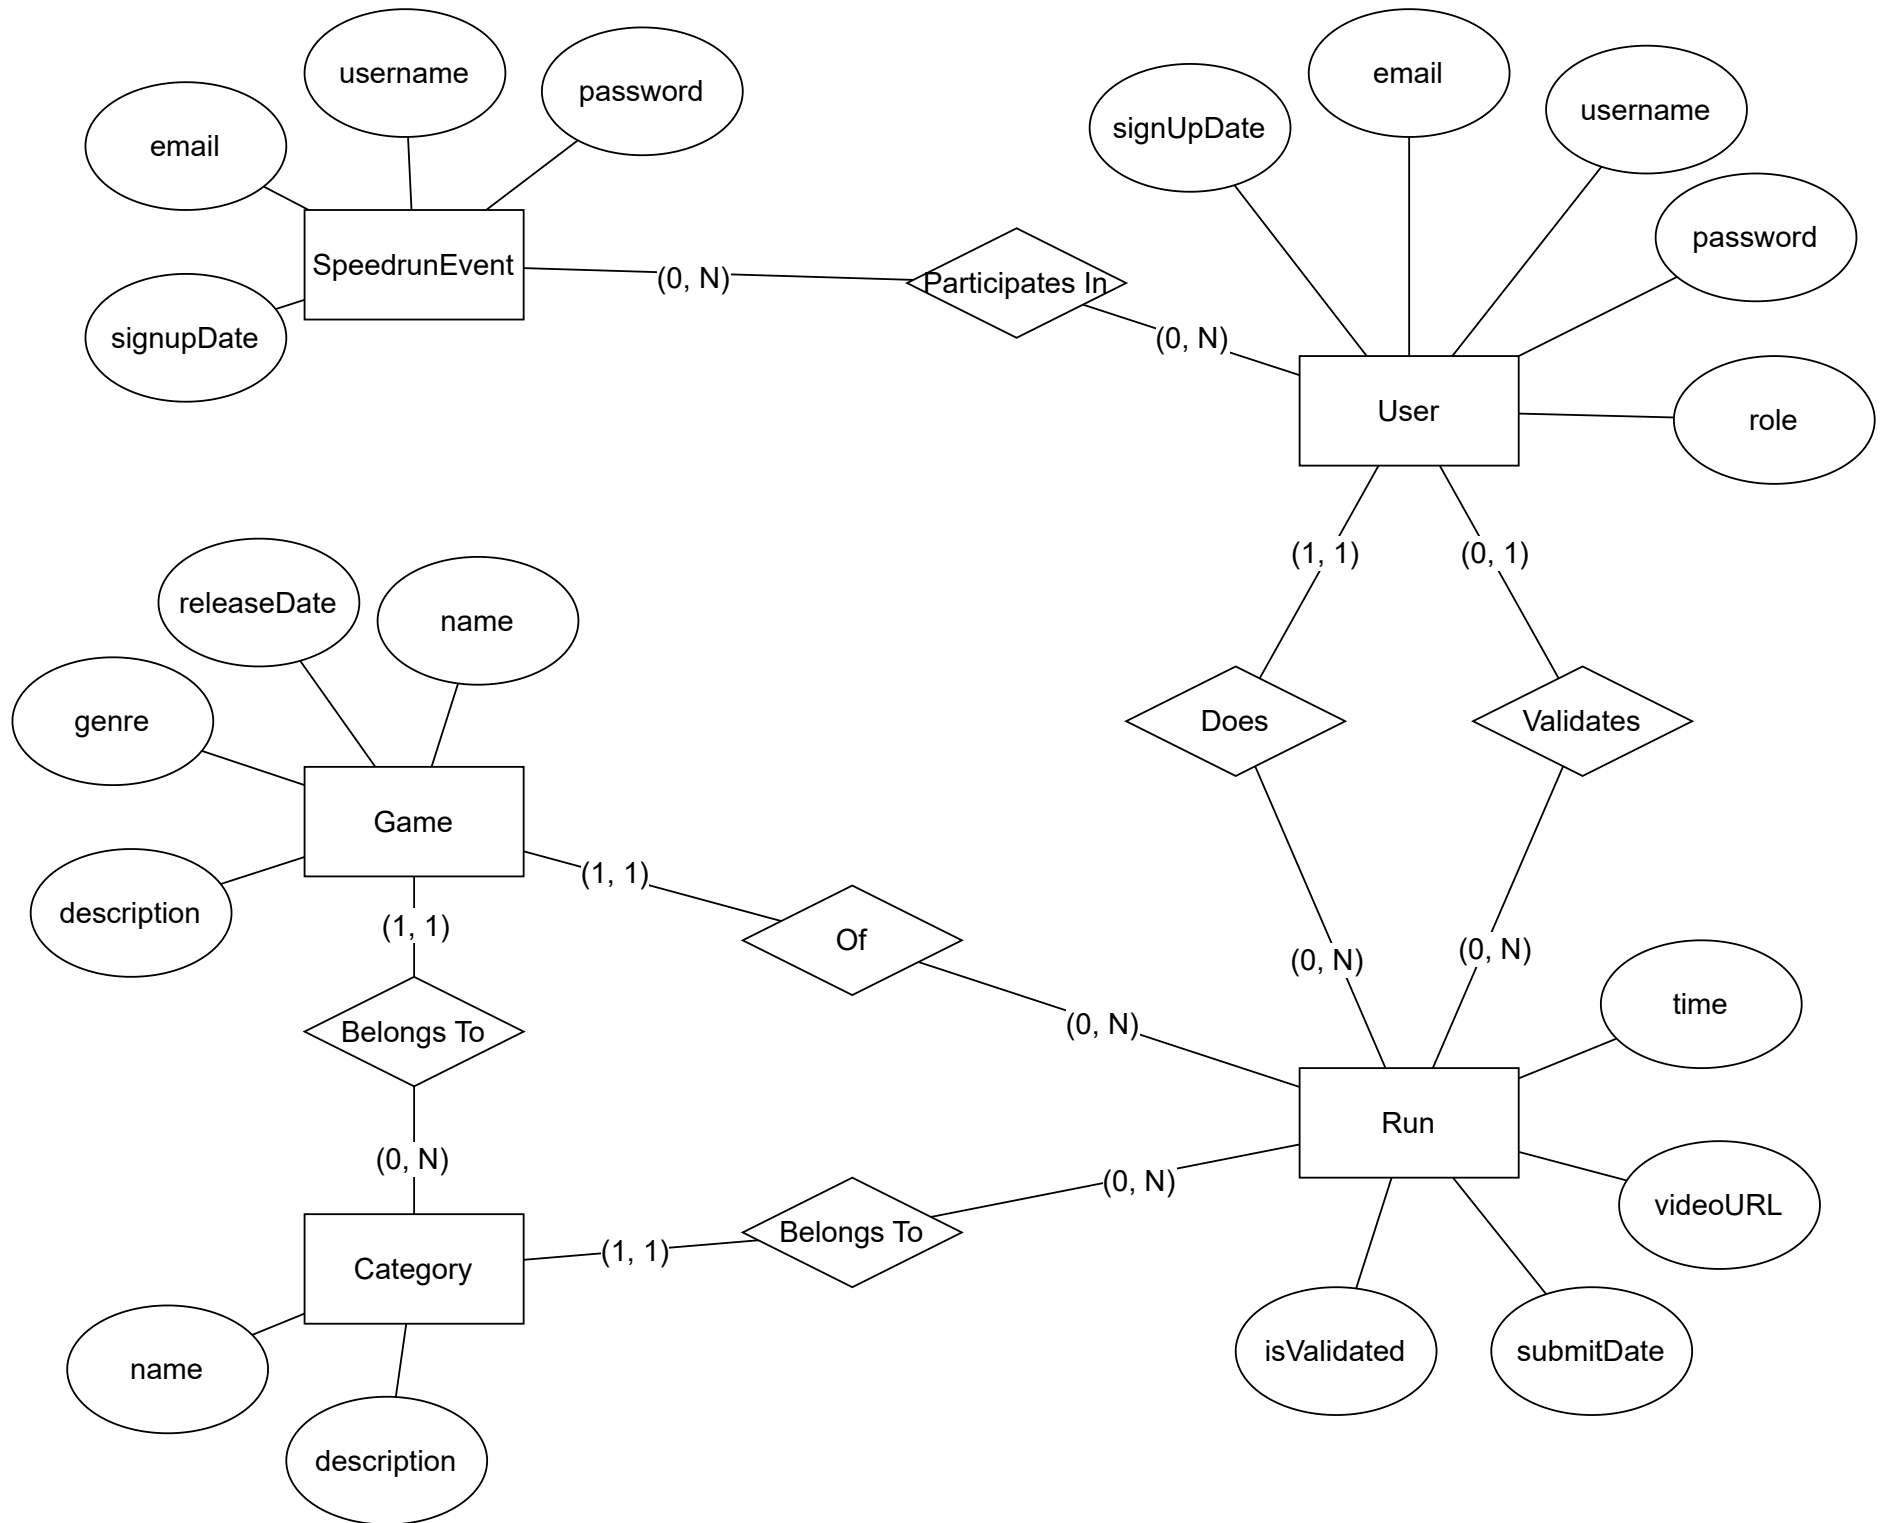 username
email
password
signUpDate
email
username
password
role
SpeedrunEvent
signupDate
(0, N)
Participates In
(0, N)
User
(1, 1)
(0, 1)
releaseDate
name
genre
Game
description
Does
Validates
(1, 1)
Of
(0, N)
(1, 1)
(0, N)
(0, N)
Belongs To
(0, N)
time
Run
videoURL
(0, N)
Belongs To
(1, 1)
Category
(0, N)
name
description
isValidated
submitDate